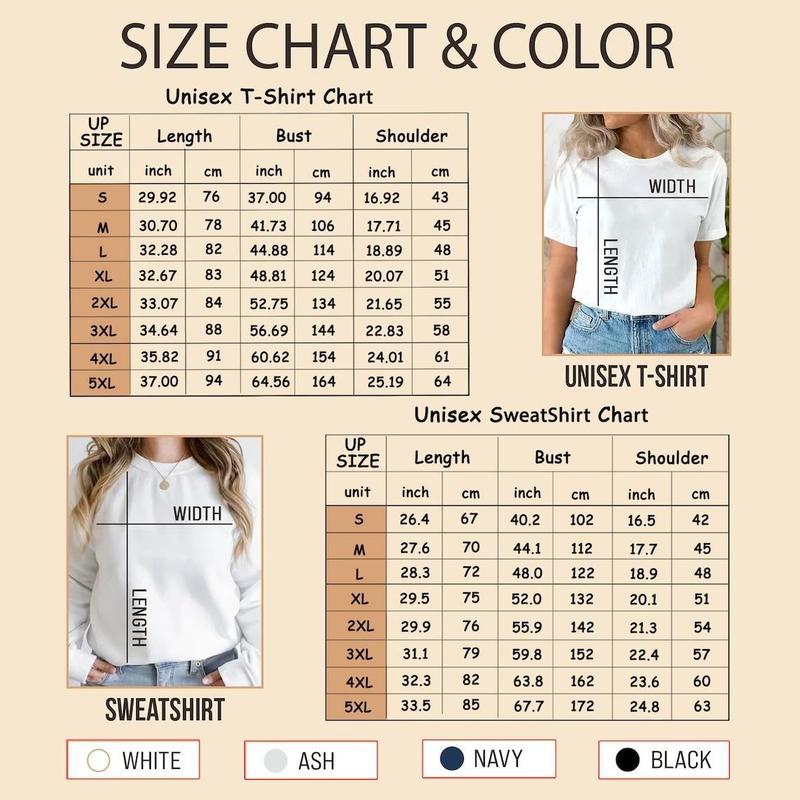 SIZE CHART & COLOR
Unisex T-Shirt Chart
UP SIZE Length Bust Shoulder
unit inch cm inch cm inch cm
S 29.92 76 37.00 94 16.92 43
M 30.70 78 41.73 106 17.71 45
L 32.28 82 44.88 114 18.89 48
XL 32.67 83 48.81 124 20.07 51
2XL 33.07 84 52.75 134 21.65 55
3XL 34.64 88 56.69 144 22.83 58
4XL 35.82 91 60.62 154 24.01 61
5XL 37.00 94 64.56 164 25.19 64
WIDTH
LENGTH
UNISEX T-SHIRT
Unisex SweatShirt Chart
UP SIZE Length Bust Shoulder
unit inch cm inch cm inch cm
S 26.4 67 40.2 102 16.5 42
M 27.6 70 44.1 112 17.7 45
L 28.3 72 48.0 122 18.9 48
XL 29.5 75 52.0 132 20.1 51
2XL 29.9 76 55.9 142 21.3 54
3XL 31.1 79 59.8 152 22.4 57
4XL 32.3 82 63.8 162 23.6 60
5XL 33.5 85 67.7 172 24.8 63
WIDTH
LENGTH
SWEATSHIRT
WHITE
ASH
NAVY
BLACK